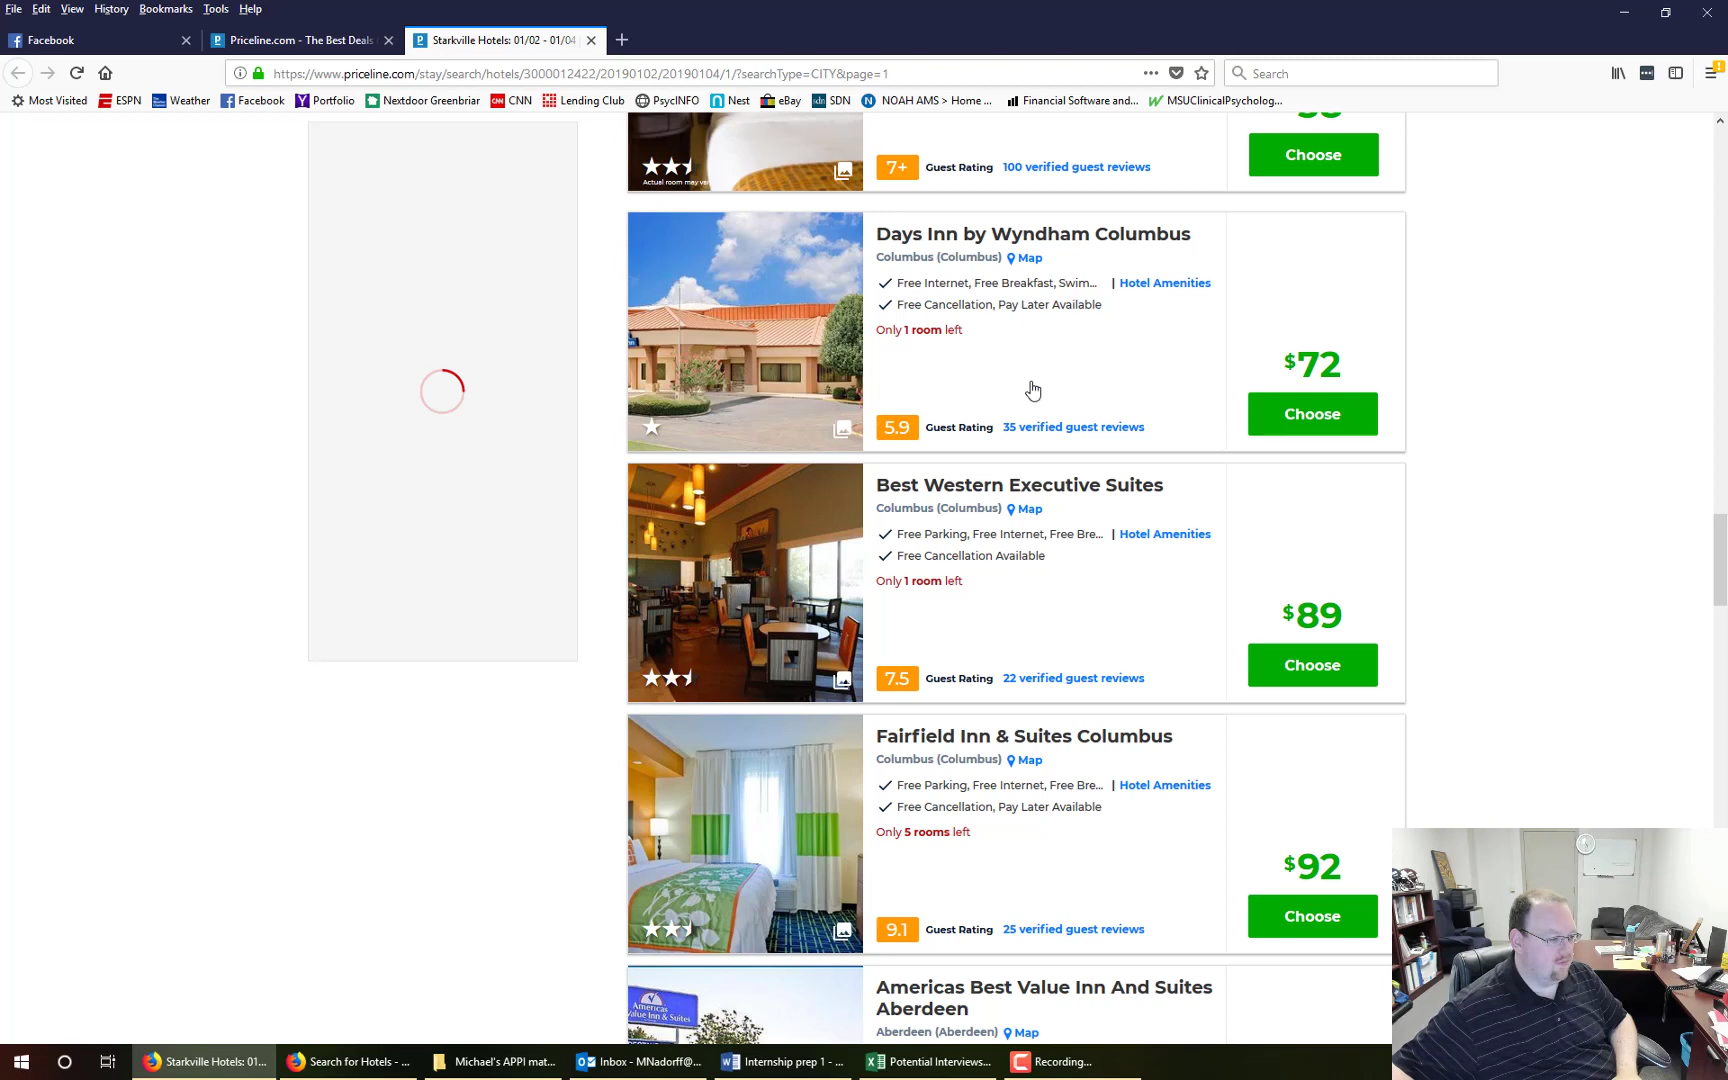 File Edit View History Bookmarks Tools Help
Facebook
Priceline.com - The Best Deals
Starkville Hotels: 01/02 - 01/04
https://www.priceline.com/stay/search/hotels/3000012422/20190102/20190104/1/?searchType=CITY&page=1
Search
Most Visited ESPN Weather Facebook Portfolio Nextdoor Greenbriar CNN Lending Club PsycINFO Nest eBay SDN NOAH AMS > Home ... Financial Software and... MSUClinicalPsycholog...
Actual room may var
7+ Guest Rating 100 verified guest reviews
Choose
Days Inn by Wyndham Columbus
Columbus (Columbus) Map
Free Internet, Free Breakfast, Swim... | Hotel Amenities
Free Cancellation, Pay Later Available
Only 1 room left
$72
Choose
5.9 Guest Rating 35 verified guest reviews
Best Western Executive Suites
Columbus (Columbus) Map
Free Parking, Free Internet, Free Bre... | Hotel Amenities
Free Cancellation Available
Only 1 room left
$89
Choose
7.5 Guest Rating 22 verified guest reviews
Fairfield Inn & Suites Columbus
Columbus (Columbus) Map
Free Parking, Free Internet, Free Bre... | Hotel Amenities
Free Cancellation, Pay Later Available
Only 5 rooms left
$92
Choose
9.1 Guest Rating 25 verified guest reviews
Americas
Value Inn & Suites
Americas Best Value Inn And Suites
Aberdeen
Aberdeen (Aberdeen) Map
Starkville Hotels: 01... Search for Hotels - ... Michael's APPI mat... Inbox - MNadorff@... Internship prep 1 - ... Potential Interviews... Recording...